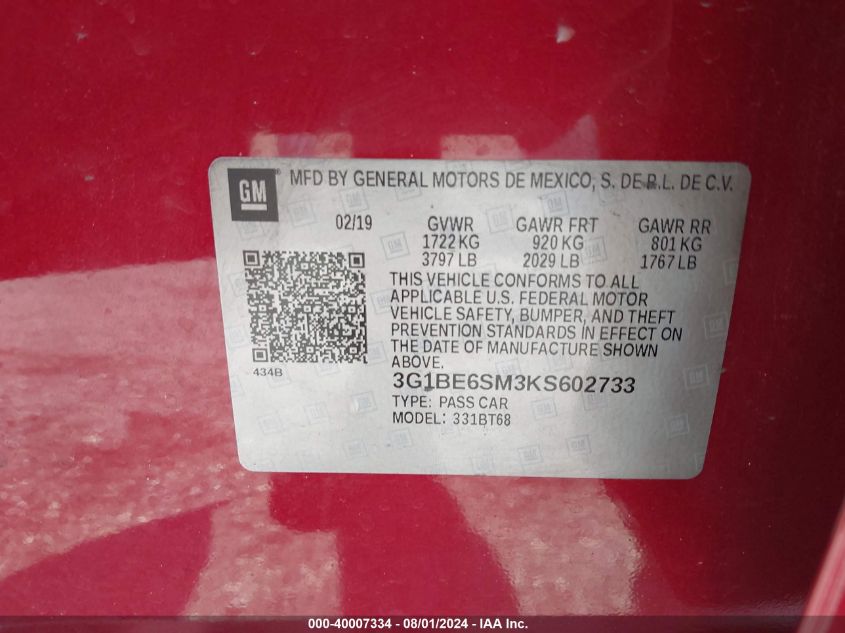 GM
MFD BY GENERAL MOTORS DE MEXICO, S. DE R.L. DE C.V.
02/19 GVWR GAWR FRT GAWR RR
1722 KG 920 KG 801 KG
3797 LB 2029 LB 1767 LB
THIS VEHICLE CONFORMS TO ALL
APPLICABLE U.S. FEDERAL MOTOR
VEHICLE SAFETY, BUMPER, AND THEFT
PREVENTION STANDARDS IN EFFECT ON
THE DATE OF MANUFACTURE SHOWN
ABOVE.
434B
3G1BE6SM3KS602733
TYPE: PASS CAR
MODEL: 331BT68
000-40007334 - 08/01/2024 - IAAI.com